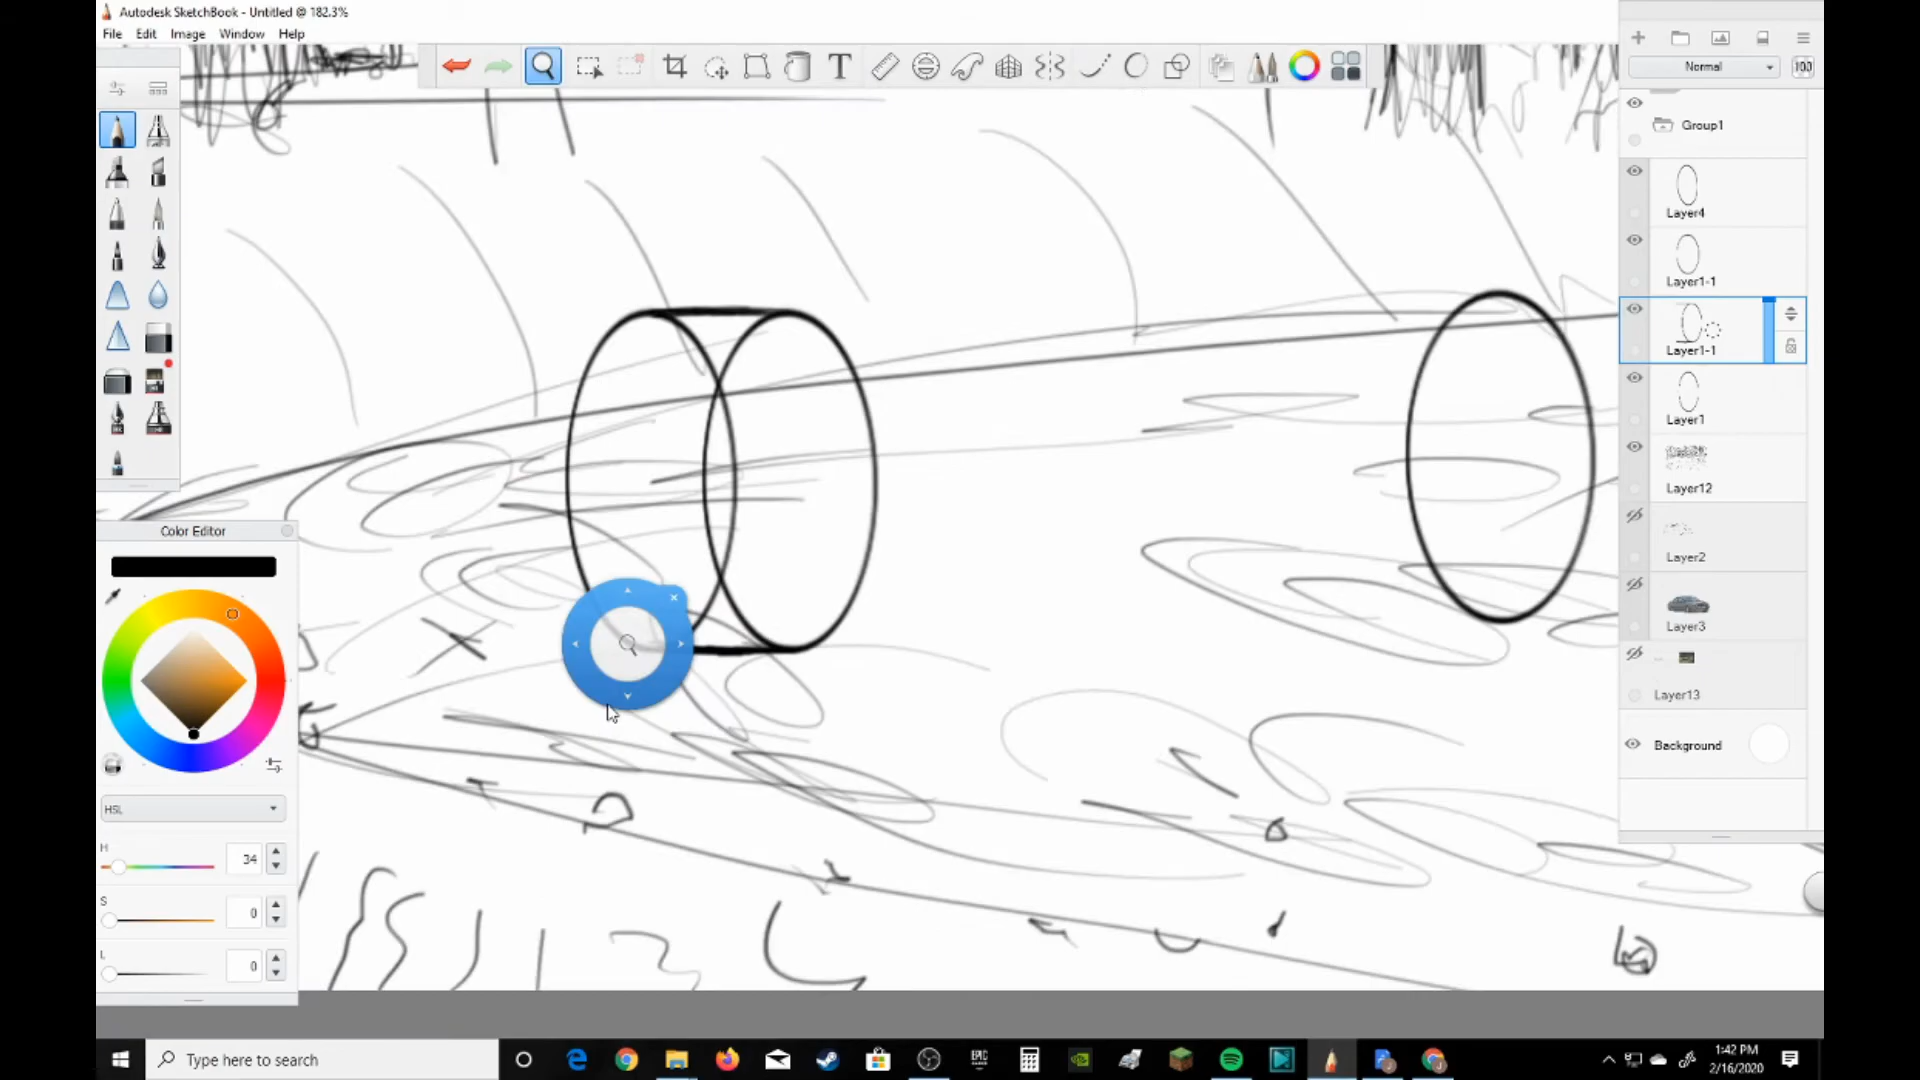 Autodesk SketchBook - Untitled @ 182.3%
File Edit Image Window Help
T
Normal
100
Group1
Layer4
Layer1-1
Layer1-1
Layer1
Layer12
Layer2
Layer3
Layer13
Background
Color Editor
HSL
H 34
S 0
L 0
Type here to search
EPIC
1:42 PM
2/16/2020